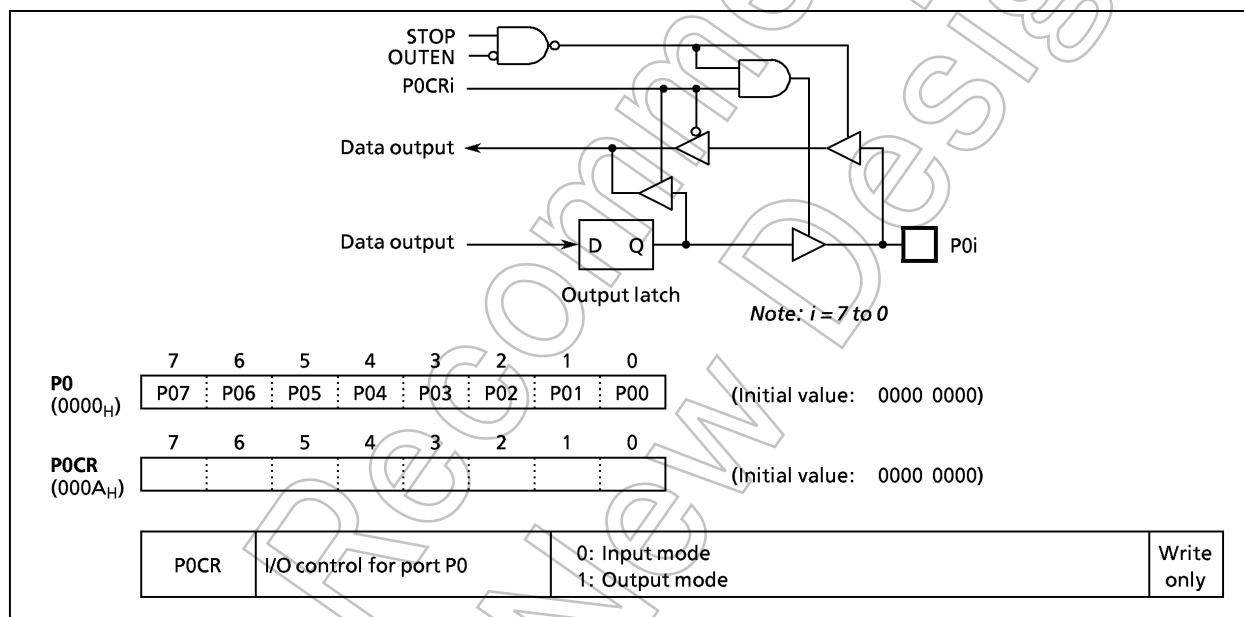 STOP
OUTEN
P0CRi
Data output
Data output
D Q
P0i
Output latch
Note: i = 7 to 0
7 6 5 4 3 2 1 0
P0
(0000H)
P07 P06 P05 P04 P03 P02 P01 P00
(Initial value: 0000 0000)
7 6 5 4 3 2 1 0
P0CR
(000AH)
(Initial value: 0000 0000)
P0CR I/O control for port P0
0: Input mode
1: Output mode
Write
only